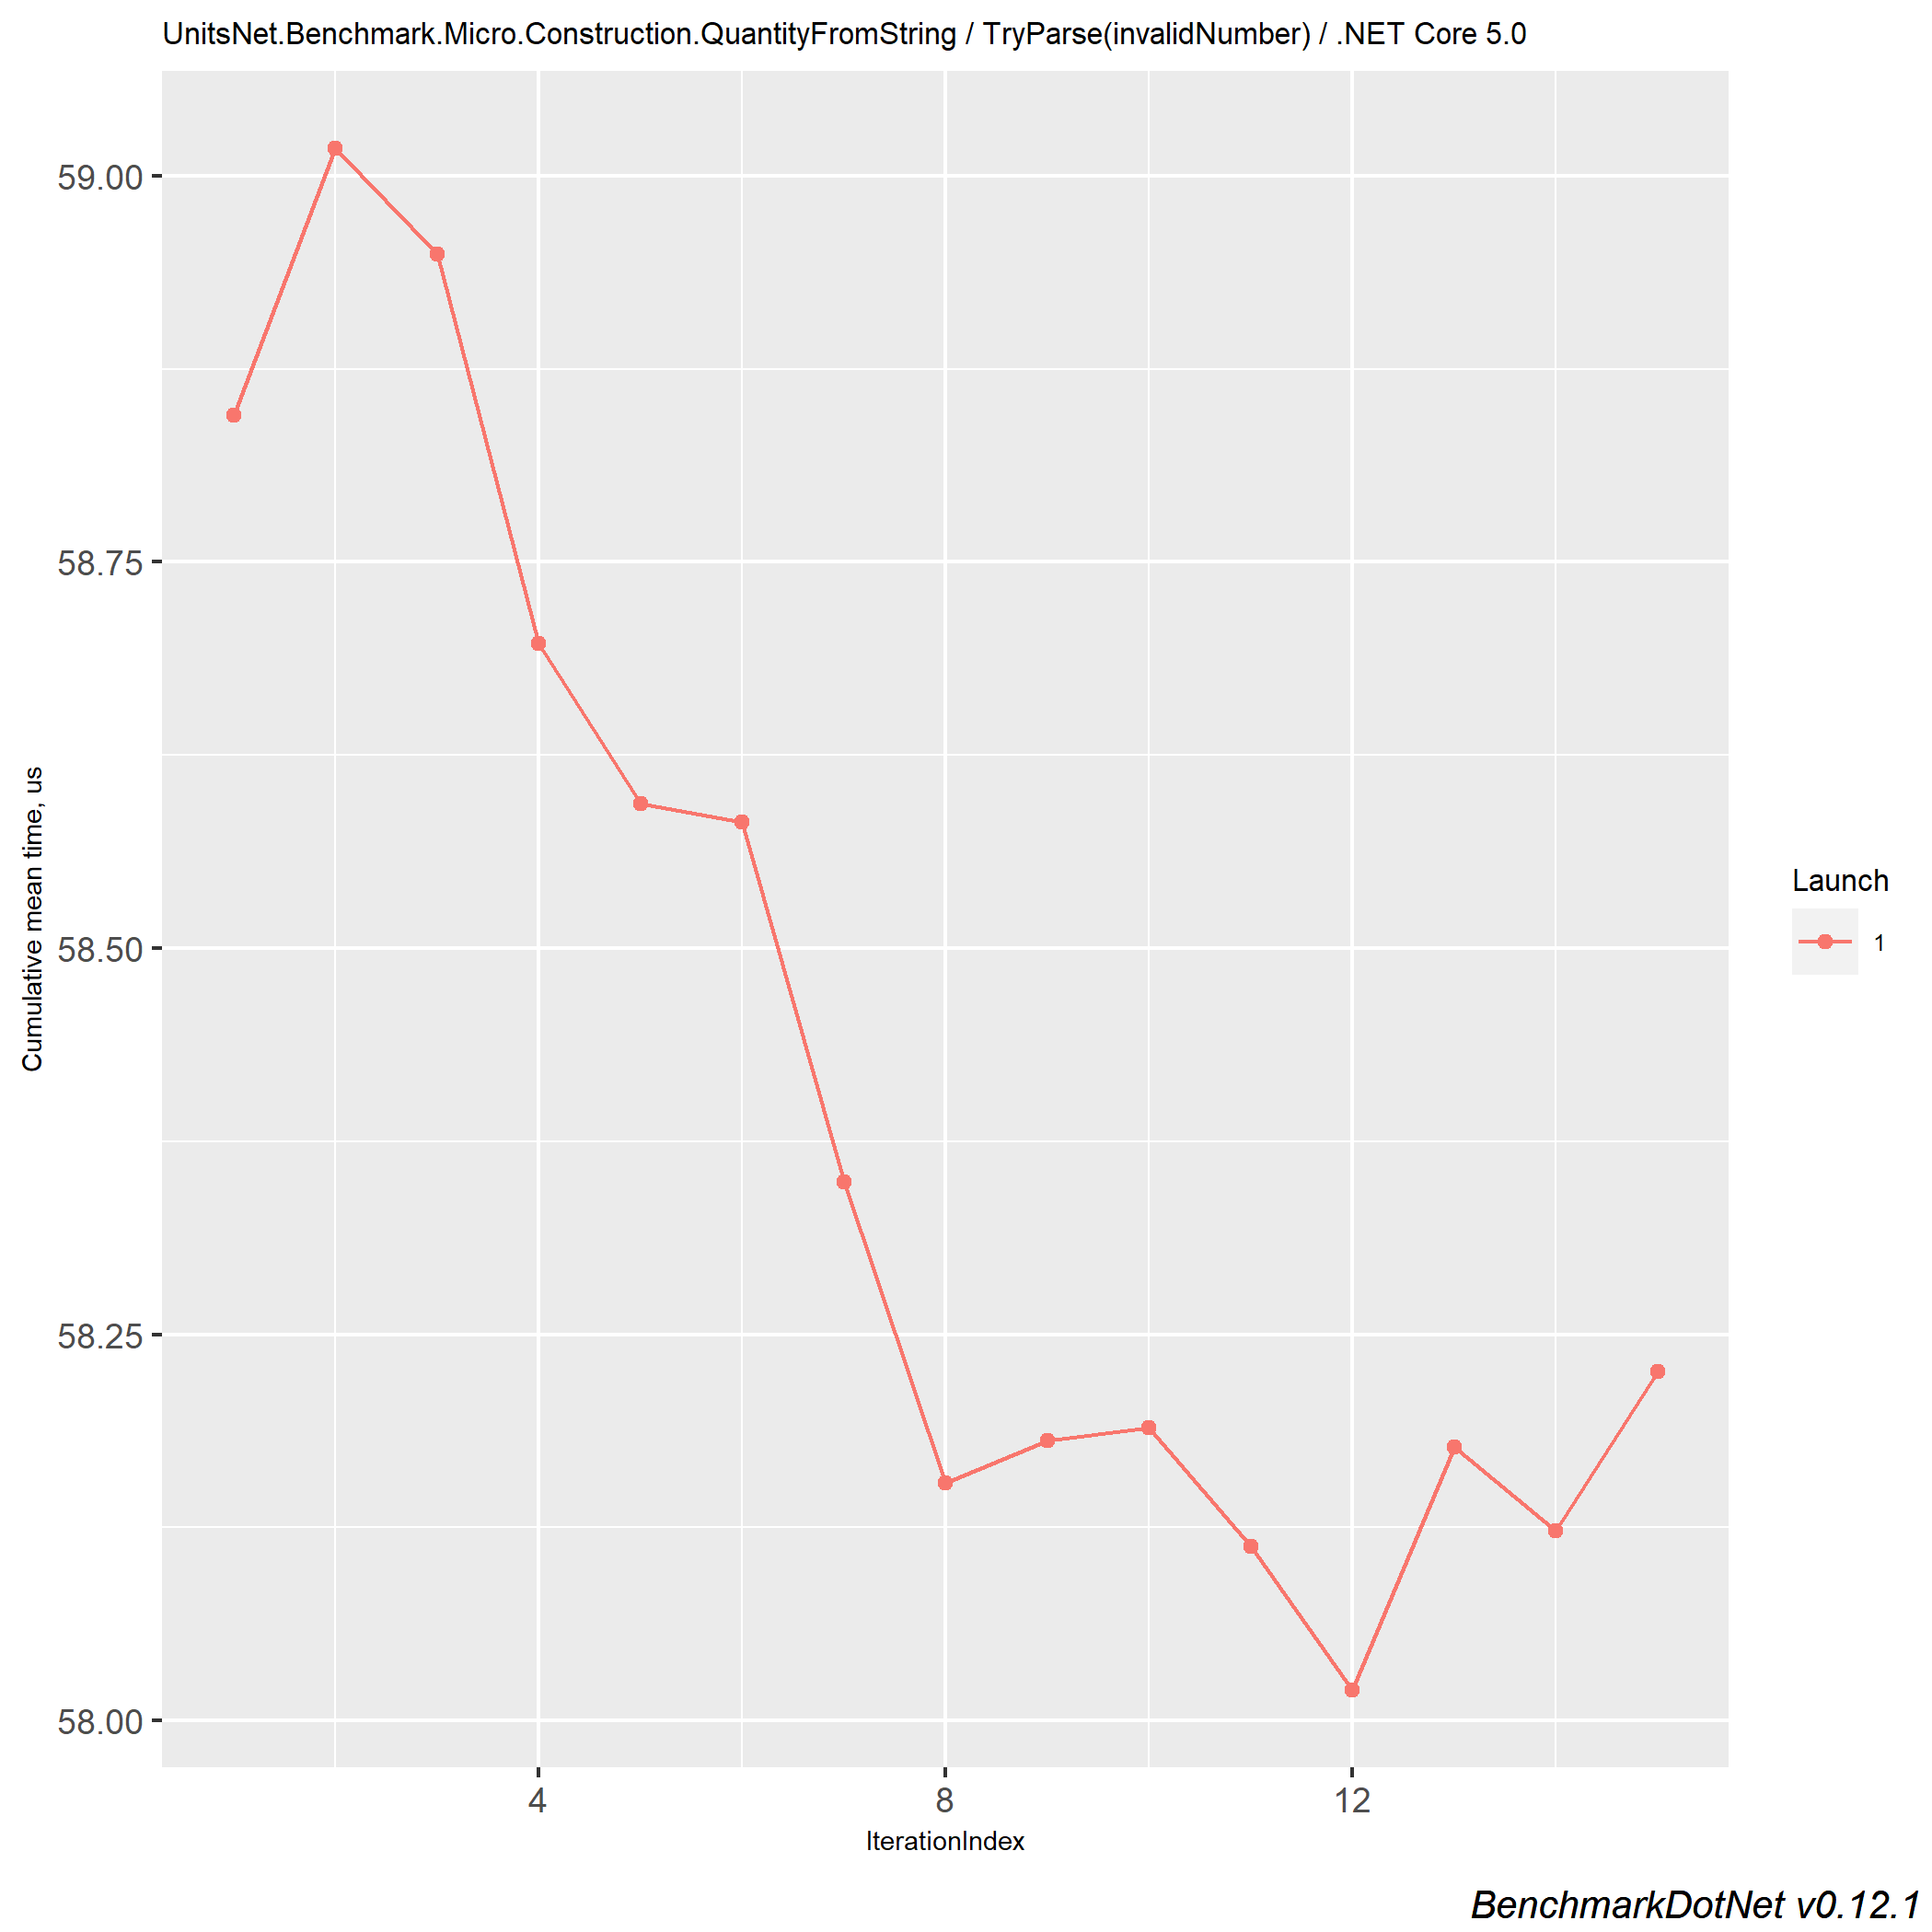 UnitsNet.Benchmark.Micro.Construction.QuantityFromString / TryParse(invalidNumber) / .NET Core 5.0
59.00
58.75
58.50
58.25
58.00
Cumulative mean time, us
4
8
12
IterationIndex
Launch
1
BenchmarkDotNet v0.12.1